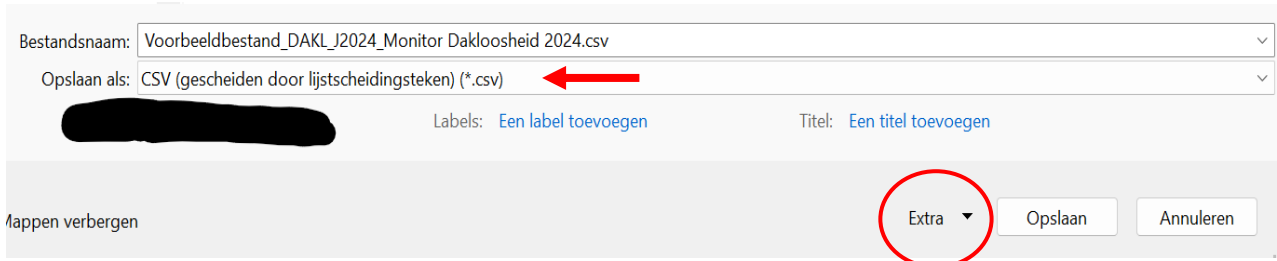 Bestandsnaam: Voorbeeldbestand_DAKL_J2024_Monitor Dakloosheid 2024.csv
Opslaan als: CSV (gescheiden door lijstscheidingsteken) (*.csv)
Labels: Een label toevoegen Titel: Een titel toevoegen
Mappen verbergen Extra Opslaan Annuleren